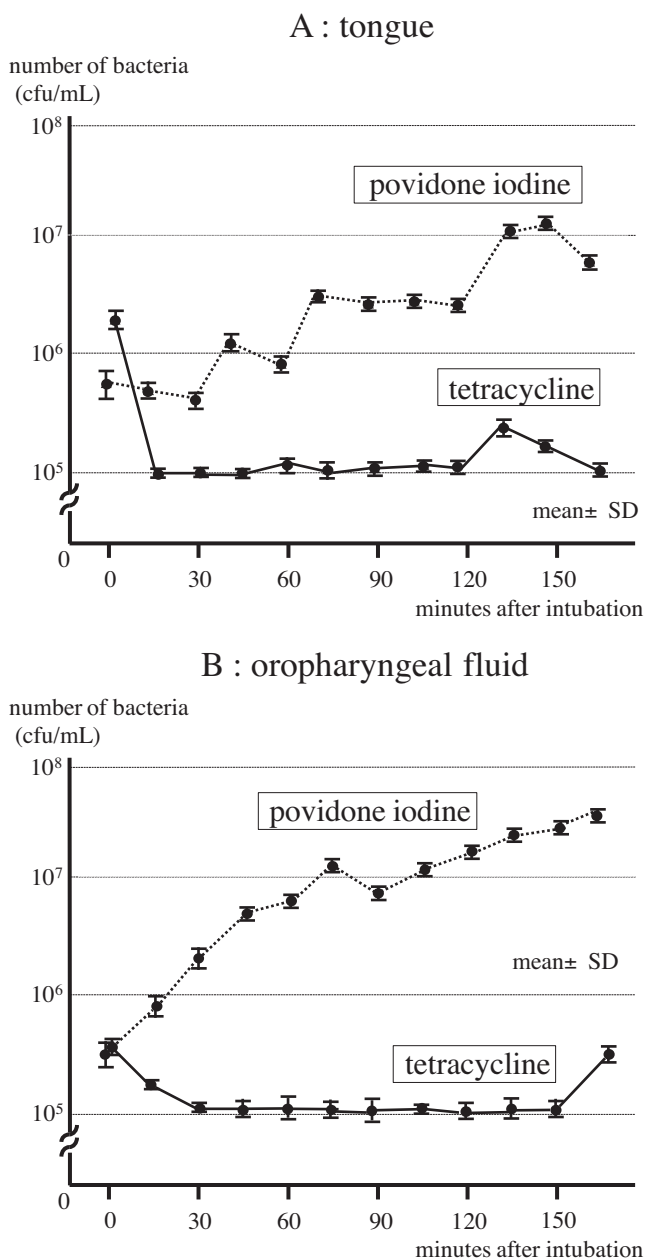 A : tongue
number of bacteria
(cfu/mL)
10⁸
povidone iodine
10⁷
10⁶
tetracycline
10⁵
mean± SD
0
0 30 60 90 120 150
minutes after intubation
B : oropharyngeal fluid
number of bacteria
(cfu/mL)
10⁸
povidone iodine
10⁷
mean± SD
10⁶
tetracycline
10⁵
0
0 30 60 90 120 150
minutes after intubation